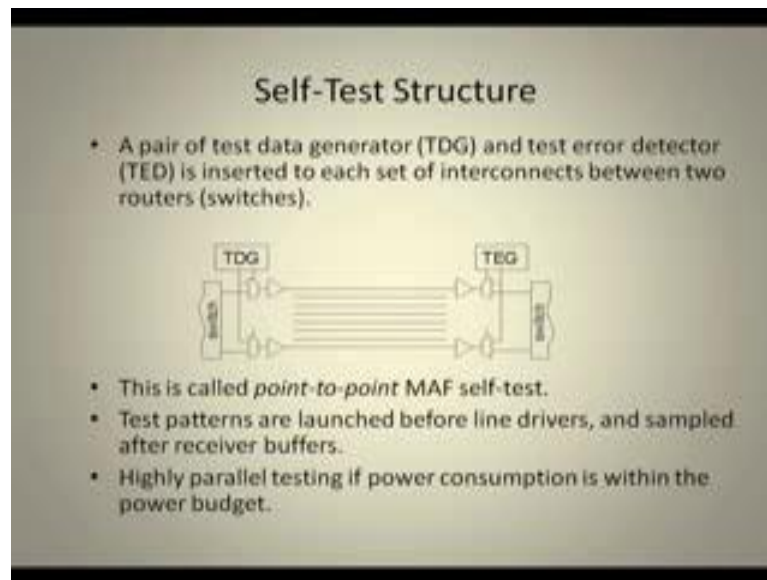 Self-Test Structure
• A pair of test data generator (TDG) and test error detector
(TED) is inserted to each set of interconnects between two
routers (switches).
TDG
TEG
switch
switch
• This is called point-to-point MAF self-test.
• Test patterns are launched before line drivers, and sampled
after receiver buffers.
• Highly parallel testing if power consumption is within the
power budget.